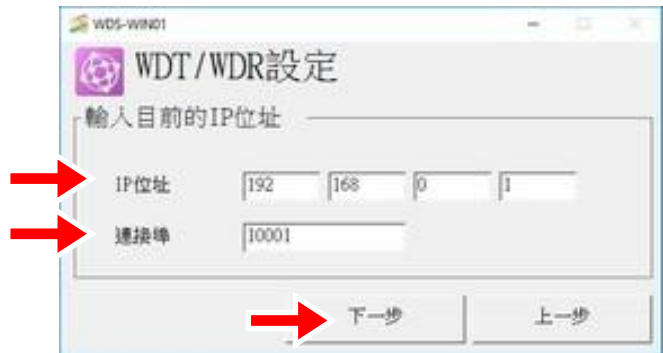 WDS-WIN01
WDT/WDR設定
輸入目前的IP位址
IP位址 192 168 0 1
連接埠 10001
下一步 上一步